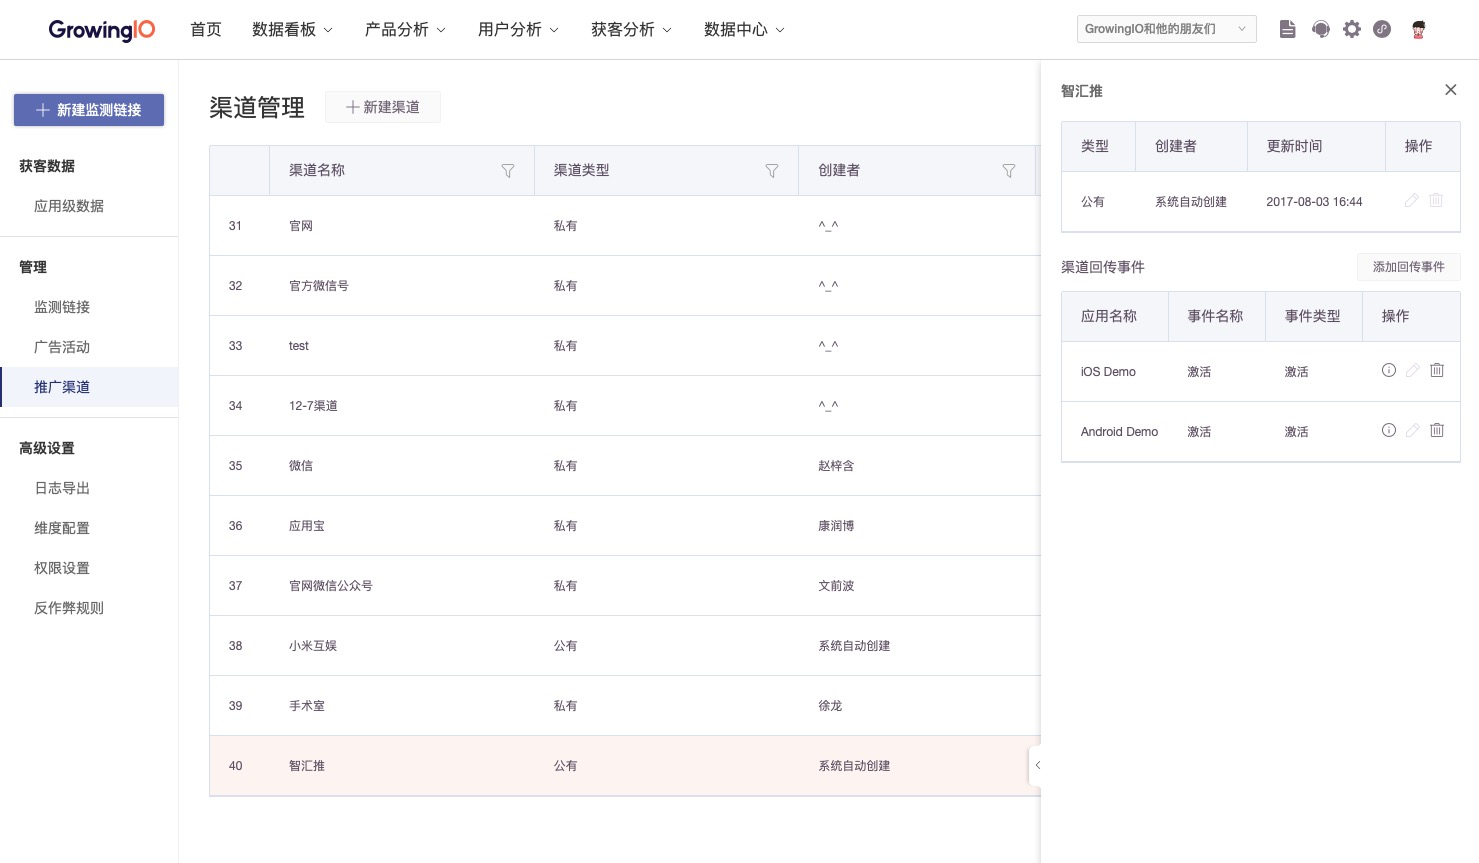 GrowingIO 首页 数据看板 产品分析 用户分析 获客分析 数据中心 GrowingIO和他的朋友们
新建监测链接
获客数据
应用级数据
管理
监测链接
广告活动
推广渠道
高级设置
日志导出
维度配置
权限设置
反作弊规则
渠道管理 新建渠道
渠道名称 渠道类型 创建者
31 官网 私有 ^_^
32 官方微信号 私有 ^_^
33 test 私有 ^_^
34 12-7渠道 私有 ^_^
35 微信 私有 赵梓含
36 应用宝 私有 康润博
37 官网微信公众号 私有 文前波
38 小米互娱 公有 系统自动创建
39 手术室 私有 徐龙
40 智汇推 公有 系统自动创建
智汇推
类型 创建者 更新时间 操作
公有 系统自动创建 2017-08-03 16:44
渠道回传事件 添加回传事件
应用名称 事件名称 事件类型 操作
iOS Demo 激活 激活
Android Demo 激活 激活